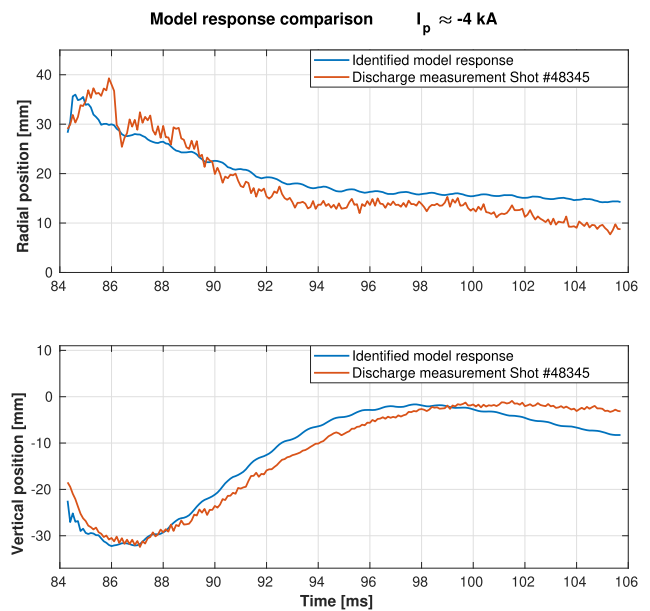 Model response comparison I_p ≈ -4 kA
Identified model response
Discharge measurement Shot #48345
Radial position [mm]
40
30
20
10
0
84 86 88 90 92 94 96 98 100 102 104 106
Identified model response
Discharge measurement Shot #48345
Vertical position [mm]
10
0
-10
-20
-30
84 86 88 90 92 94 96 98 100 102 104 106
Time [ms]